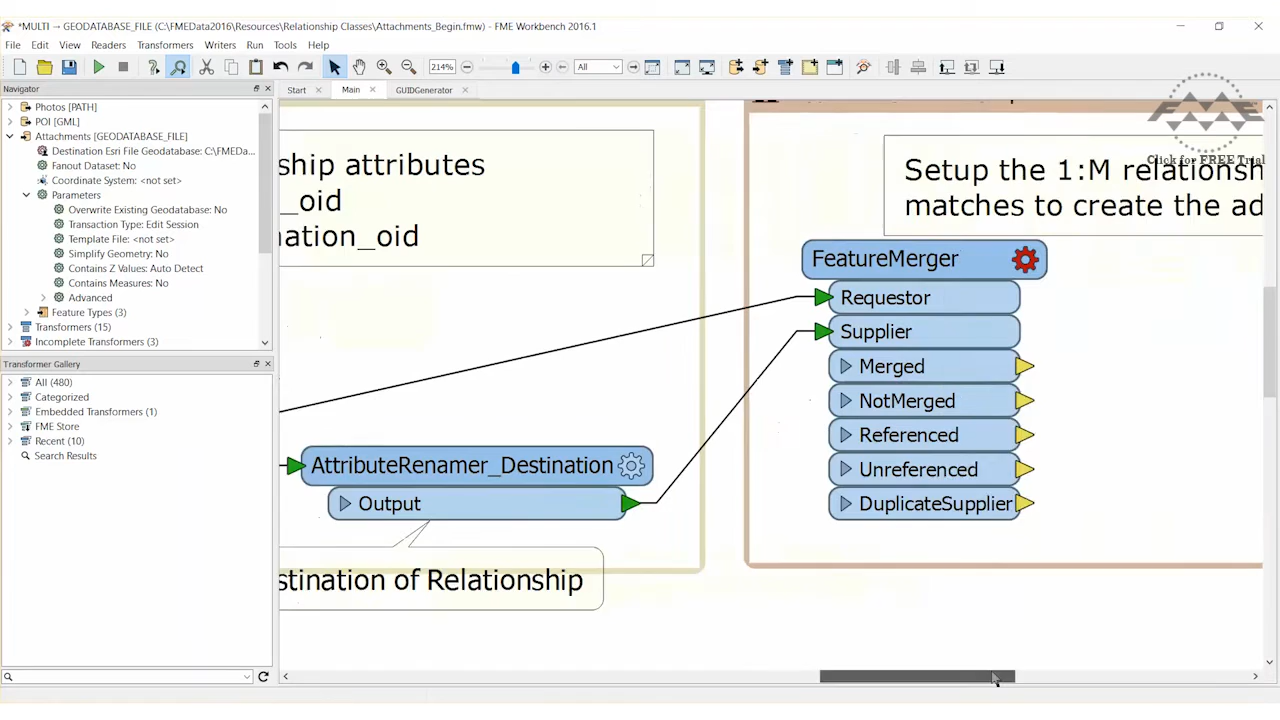 *MULTI → GEODATABASE_FILE (C:\FMEData2016\Resources\Relationship Classes\Attachments_Begin.fmw) - FME Workbench 2016.1
File Edit View Readers Transformers Writers Run Tools Help
214% All
Navigator
Start Main GUIDGenerator
Photos [PATH]
POI [GML]
Attachments [GEODATABASE_FILE]
Destination Esri File Geodatabase: C:\FMEDa...
Fanout Dataset: No
Coordinate System: <not set>
Parameters
Overwrite Existing Geodatabase: No
Transaction Type: Edit Session
Template File: <not set>
Simplify Geometry: No
Contains Z Values: Auto Detect
Contains Measures: No
Advanced
Feature Types (3)
Transformers (15)
Incomplete Transformers (3)
Transformer Gallery
All (480)
Categorized
Embedded Transformers (1)
FME Store
Recent (10)
Search Results
ship attributes
_oid
nation_oid
AttributeRenamer_Destination
Output
stination of Relationship
FME
Click for FREE Trial
Setup the 1:M relationsh
matches to create the ad
FeatureMerger
Requestor
Supplier
Merged
NotMerged
Referenced
Unreferenced
DuplicateSupplier